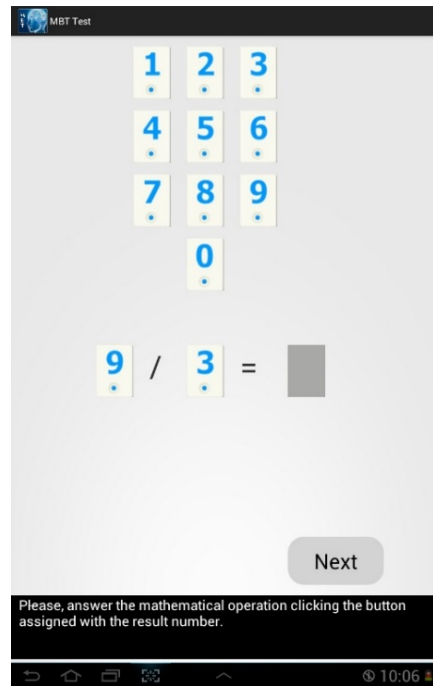 MBT Test
1 2 3
4 5 6
7 8 9
0
9 / 3 =
Next
Please, answer the mathematical operation clicking the button
assigned with the result number.
10:06